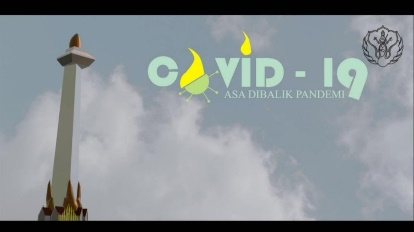 COVID - 19
ASA DIBALIK PANDEMI